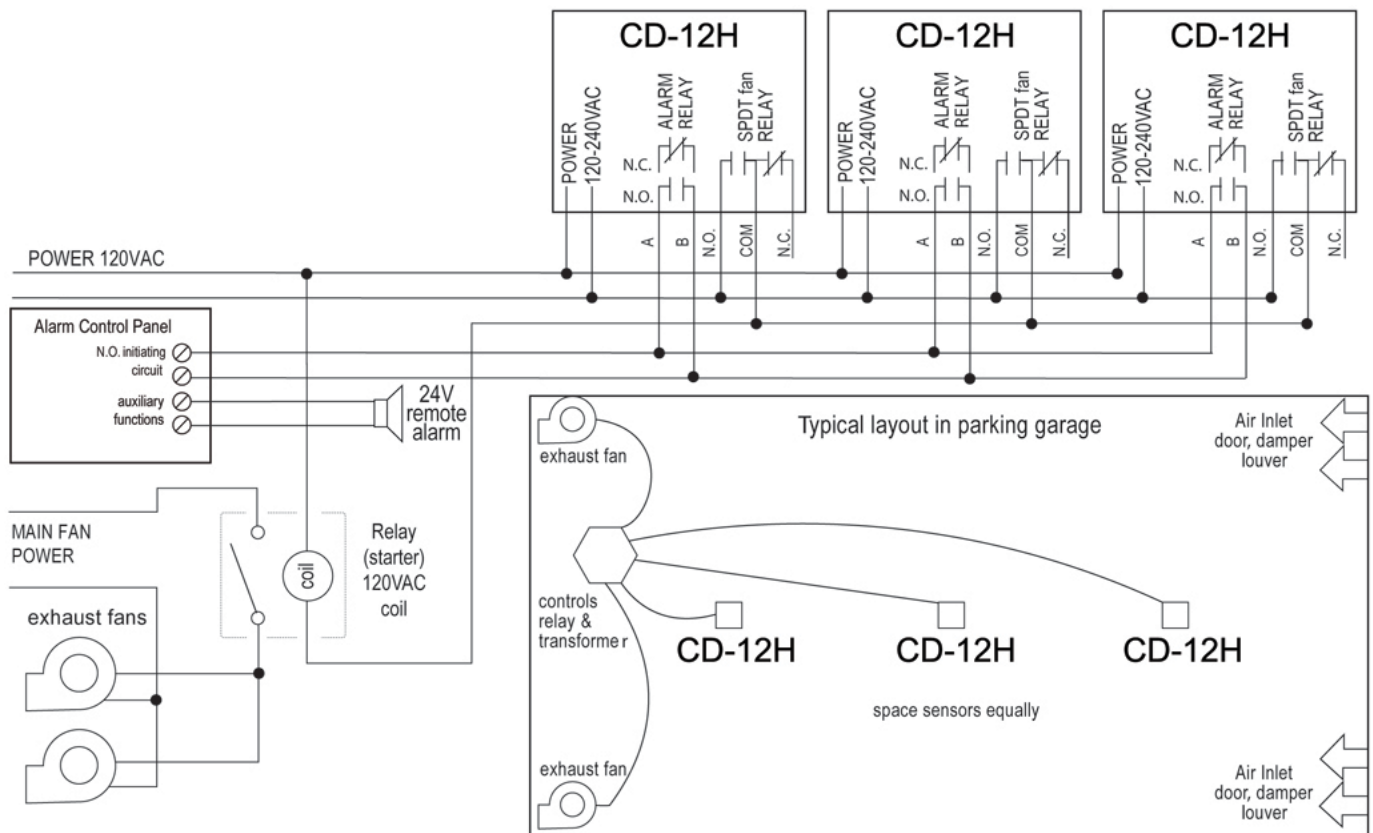 CD-12H
POWER
120-240VAC
ALARM
RELAY
SPDT fan
RELAY
N.C.
N.O.
A
B
N.O.
COM
N.C.
CD-12H
POWER
120-240VAC
ALARM
RELAY
SPDT fan
RELAY
N.C.
N.O.
A
B
N.O.
COM
N.C.
CD-12H
POWER
120-240VAC
ALARM
RELAY
SPDT fan
RELAY
N.C.
N.O.
A
B
N.O.
COM
N.C.
POWER 120VAC
Alarm Control Panel
N.O. initiating
circuit
auxiliary
functions
24V
remote
alarm
MAIN FAN
POWER
Relay
(starter)
120VAC
coil
coil
exhaust fans
Typical layout in parking garage
exhaust fan
Air Inlet
door, damper
louver
controls
relay &
transforme r
CD-12H
CD-12H
CD-12H
space sensors equally
exhaust fan
Air Inlet
door, damper
louver